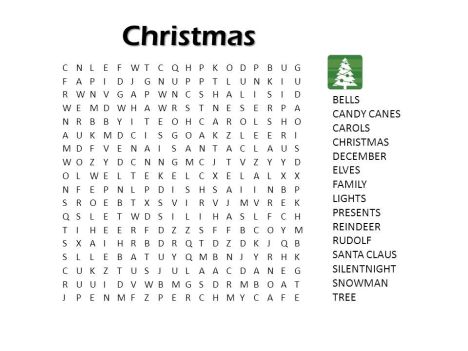 Christmas
C N L E F W T C Q H P K O D P B U G
F A P I D J G N U P P T L U N K I U
R W N V G A P W N C S H A L I S I D
W E M D W H A W R S T N E S E R P A
N R B B Y I T E O H C A R O L S H O
A U K M D C I S G O A K Z L E E R I
M D F V E N A I S A N T A C L A U S
W O Z Y D C N N G M C J T V Z Y Y D
O L W E L T E K E L C X E L A L X X
N F E P N L P D I S H S A I I N B P
S R O E B T X S V I R V J M V R E K
Q S L E T W D S I L I H A S L F C H
T I H E E R F D Z Z S F F B C O Y M
S X A I H R B D R Q T D Z D K J Q B
S L L E B A T U Y Q M B N J Y R H K
C U K Z T U S J U L A A C D A N E G
R U U I D V W B M G S D R M B O A T
J P E N M F Z P E R C H M Y C A F E
BELLS
CANDY CANES
CAROLS
CHRISTMAS
DECEMBER
ELVES
FAMILY
LIGHTS
PRESENTS
REINDEER
RUDOLF
SANTA CLAUS
SILENTNIGHT
SNOWMAN
TREE